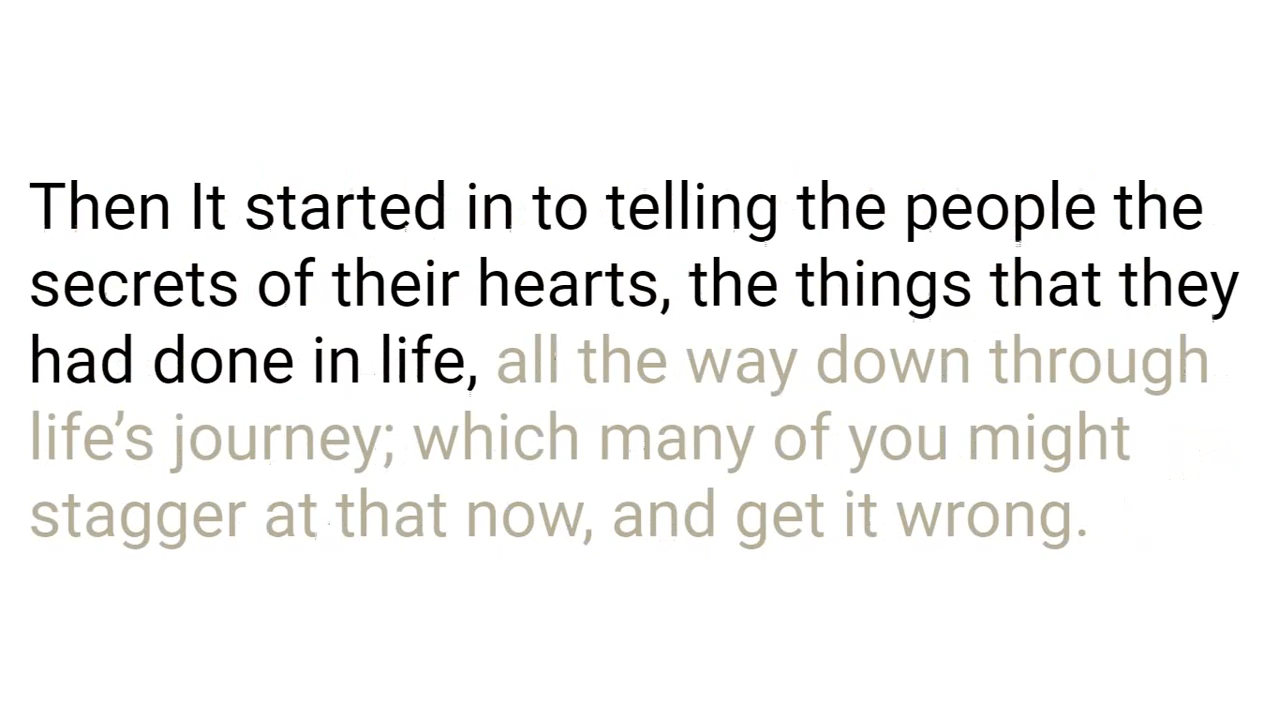 Then It started in to telling the people the
secrets of their hearts, the things that they
had done in life, all the way down through
life’s journey; which many of you might
stagger at that now, and get it wrong.